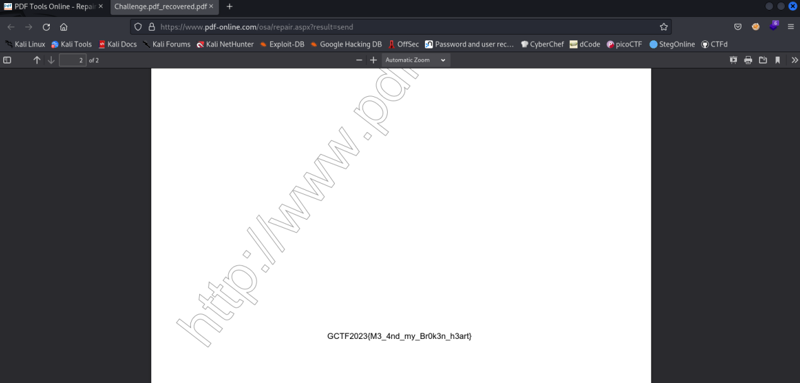 PDF Tools Online - Repai
Challenge.pdf_recovered.pdf
https://www.pdf-online.com/osa/repair.aspx?result=send
Kali Linux Kali Tools Kali Docs Kali Forums Kali NetHunter Exploit-DB Google Hacking DB OffSec Password and user rec… CyberChef dCode picoCTF StegOnline CTFd
2 of 2 Automatic Zoom
http://www.pdf
GCTF2023{M3_4nd_my_Br0k3n_h3art}